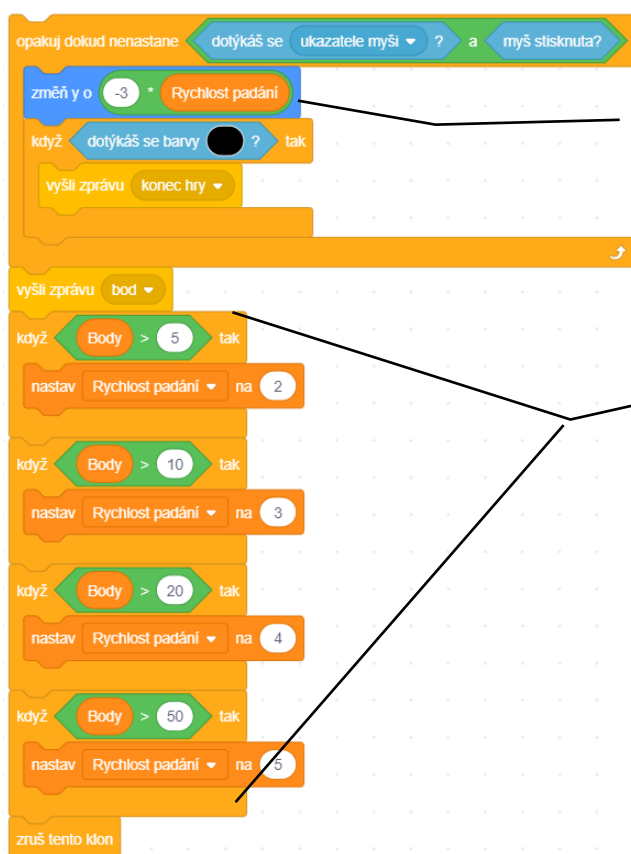 opakuj dokud nenastane dotýkáš se ukazatele myši ? a myš stisknuta?
změň y o -3 * Rychlost padání
když dotýkáš se barvy ? tak
vyšli zprávu konec hry
vyšli zprávu bod
když Body > 5 tak
nastav Rychlost padání na 2
když Body > 10 tak
nastav Rychlost padání na 3
když Body > 20 tak
nastav Rychlost padání na 4
když Body > 50 tak
nastav Rychlost padání na 5
zruš tento klon